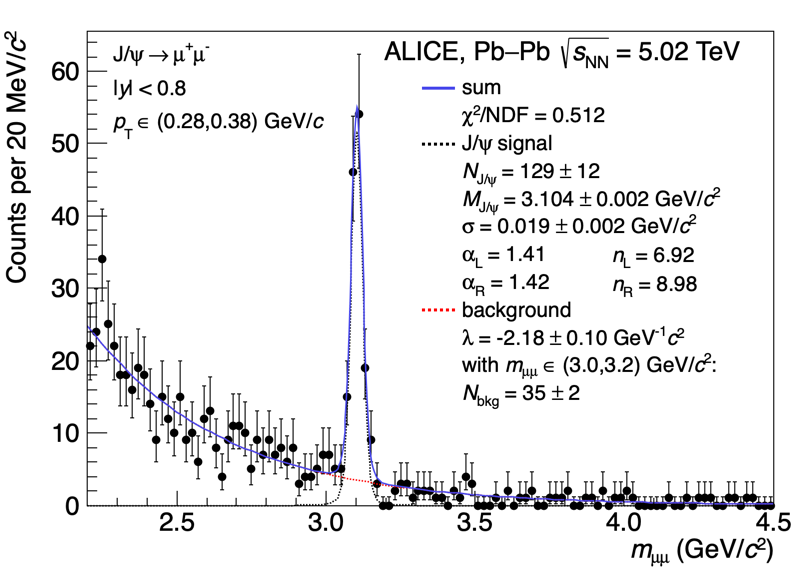 Counts per 20 MeV/c²
60
50
40
30
20
10
0
J/ψ → μ⁺μ⁻
|y| < 0.8
p_T ∈ (0.28,0.38) GeV/c
ALICE, Pb–Pb √s_NN = 5.02 TeV
sum
χ²/NDF = 0.512
J/ψ signal
N_J/ψ = 129 ± 12
M_J/ψ = 3.104 ± 0.002 GeV/c²
σ = 0.019 ± 0.002 GeV/c²
α_L = 1.41 n_L = 6.92
α_R = 1.42 n_R = 8.98
background
λ = -2.18 ± 0.10 GeV⁻¹c²
with m_μμ ∈ (3.0,3.2) GeV/c²:
N_bkg = 35 ± 2
2.5 3.0 3.5 4.0 4.5
m_μμ (GeV/c²)